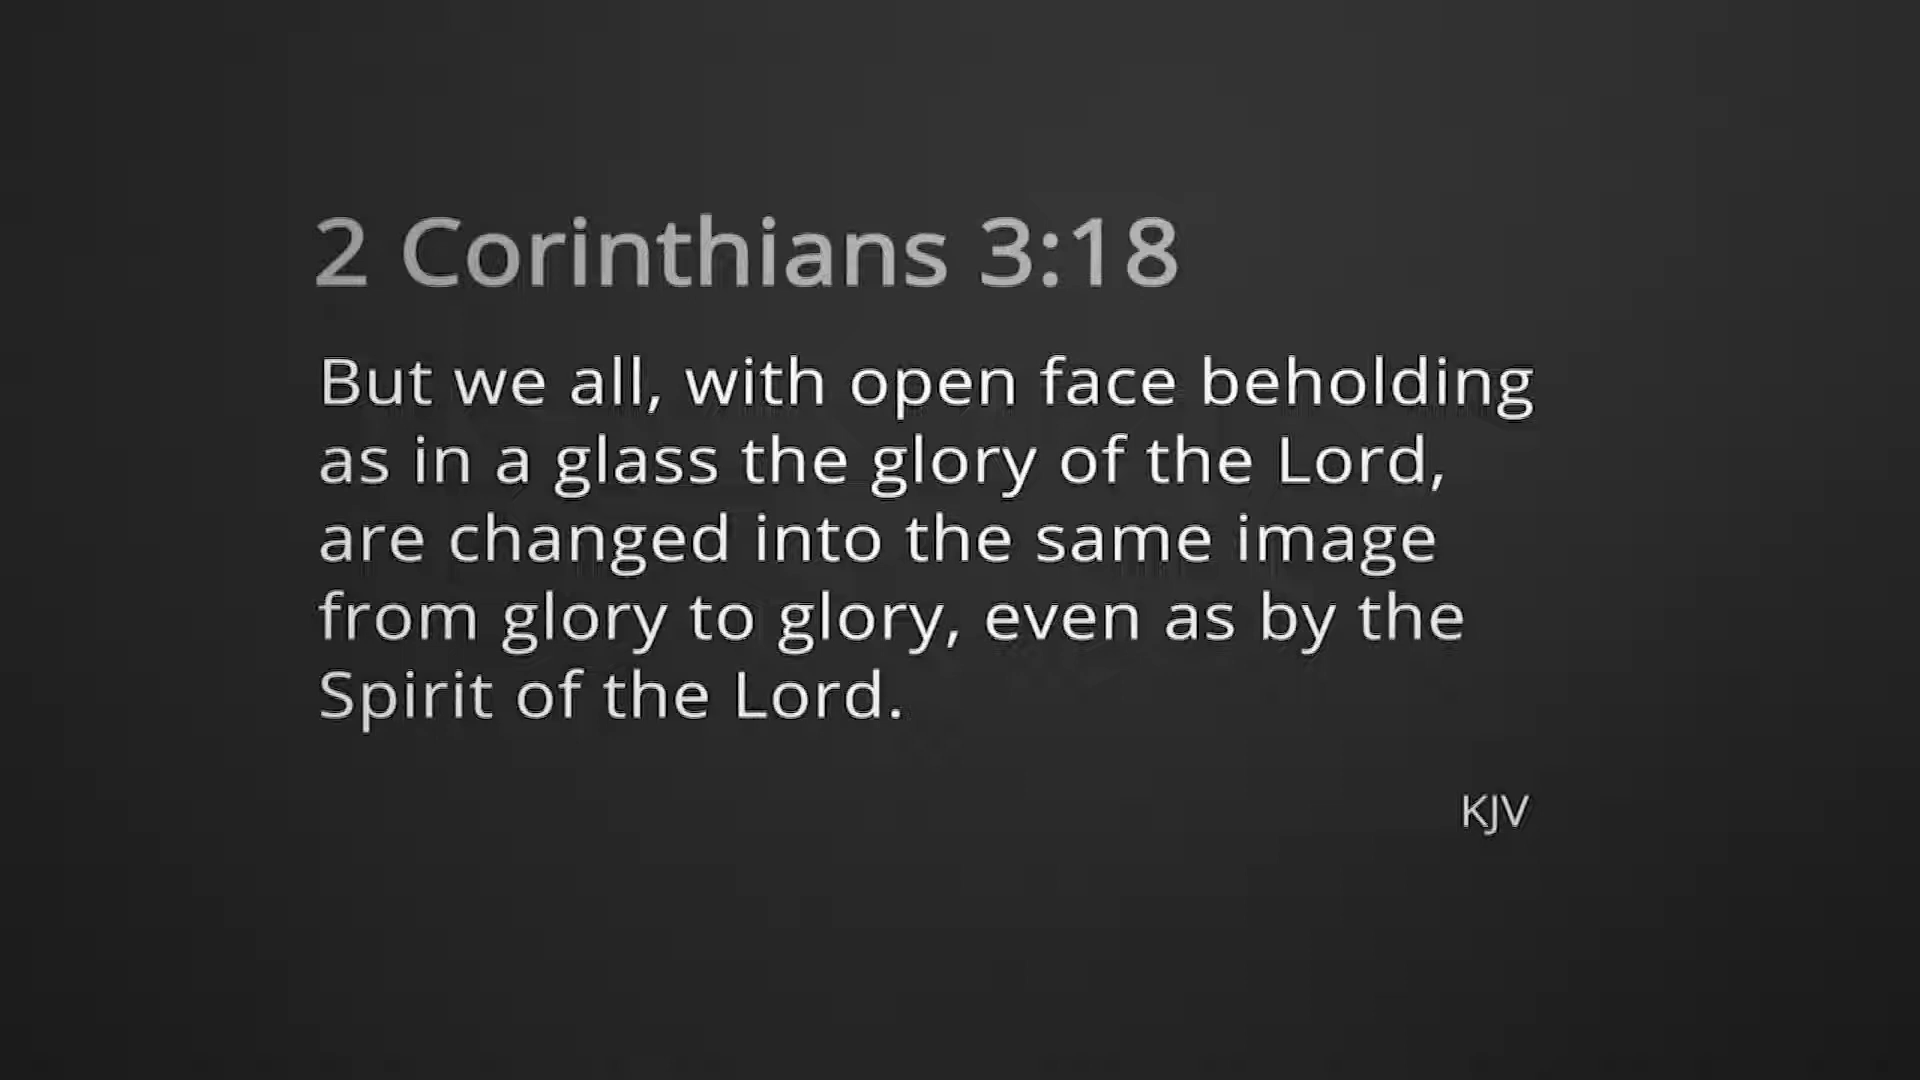 2 Corinthians 3:18
But we all, with open face beholding
as in a glass the glory of the Lord,
are changed into the same image
from glory to glory, even as by the
Spirit of the Lord.
KJV